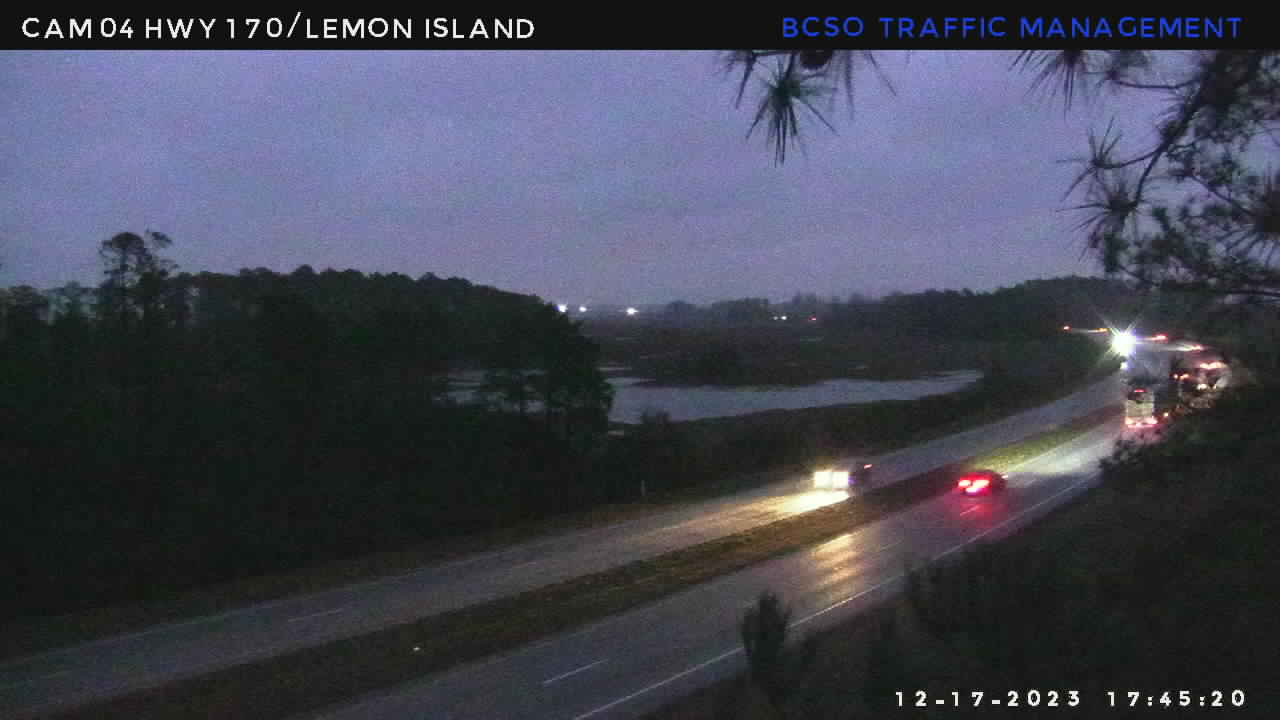 CAM04 HWY 170/LEMON ISLAND
BCSO TRAFFIC MANAGEMENT
12-17-2023 17:45:20